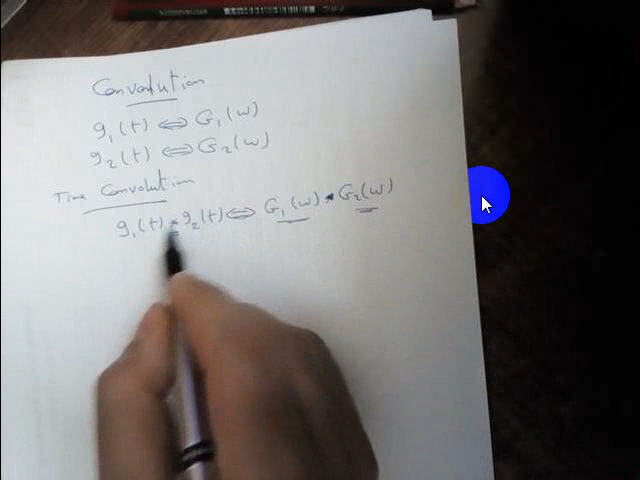 Convolution
g₁(t) ⇔ G₁(w)
g₂(t) ⇔ G₂(w)
Time Convolution
g₁(t) * g₂(t) ⇔ G₁(w) • G₂(w)